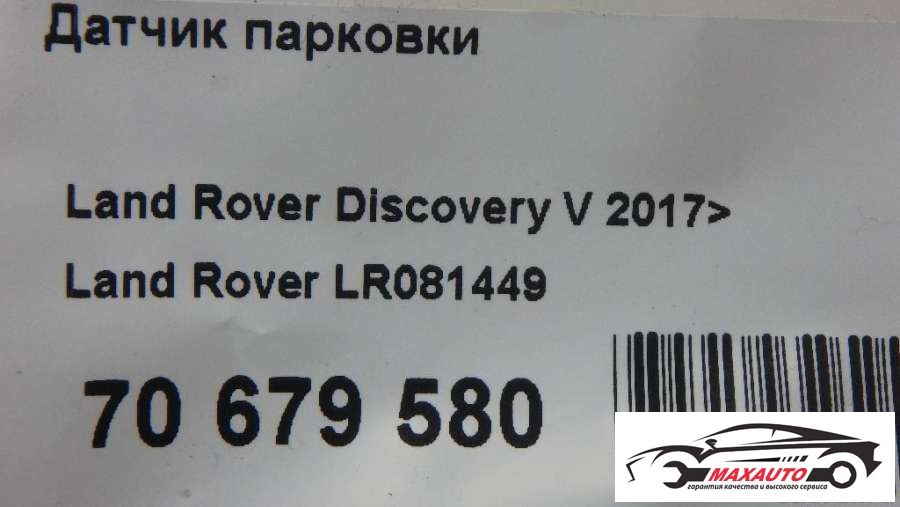 Датчик парковки
Land Rover Discovery V 2017>
Land Rover LR081449
70 679 580
MAXAUTO
гарантия качества и высокого сервиса